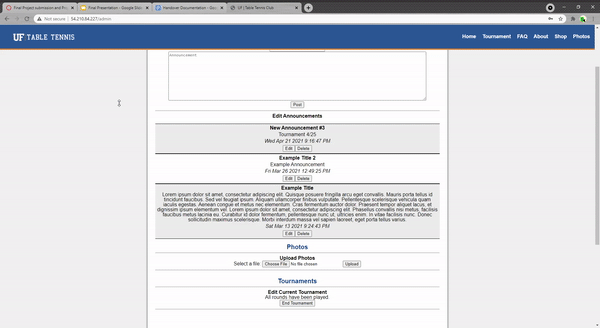 Final Project submission and Pro
Final Presentation - Google Slid
Handover Documentation - Goo
UF | Table Tennis Club
Not secure | 54.210.84.227/admin
UF TABLE TENNIS
Home Tournament FAQ About Shop Photos
Announcement
Post
Edit Announcements
New Announcement #3
Tournament 4/25
Wed Apr 21 2021 9:16:47 PM
Edit Delete
Example Title 2
Example Announcement
Fri Mar 26 2021 12:49:25 PM
Edit Delete
Example Title
Lorem ipsum dolor sit amet, consectetur adipiscing elit. Quisque posuere fringilla arcu eget convallis. Mauris porta tellus id
tincidunt faucibus. Sed vel feugiat ipsum. Aliquam ullamcorper finibus vulputate. Pellentesque scelerisque vehicula quam
iaculis egestas. Aenean congue et metus nec elementum. Cras fermentum auctor dolor. Praesent tempor aliquet lacus, et
dignissim ipsum elementum vel. Lorem ipsum dolor sit amet, consectetur adipiscing elit. Phasellus convallis nisi metus, facilisis
faucibus metus lacinia eu. Curabitur id dolor fermentum, pellentesque nunc ut, ultrices enim. In vitae facilisis nunc. Donec
sollicitudin maximus dolor scelerisque. Morbi interdum massa vel sapien laoreet, eget porta tellus varius.
Sat Mar 13 2021 9:24:43 PM
Edit Delete
Photos
Upload Photos
Select a file: Choose File No file chosen Upload
Tournaments
Edit Current Tournament
All rounds have been played.
End Tournament